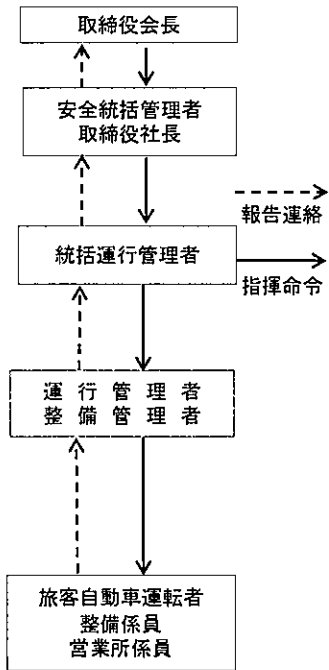 取締役会長
安全統括管理者
取締役社長
報告連絡
統括運行管理者
指揮命令
運行管理者
整備管理者
旅客自動車運転者
整備係員
営業所係員